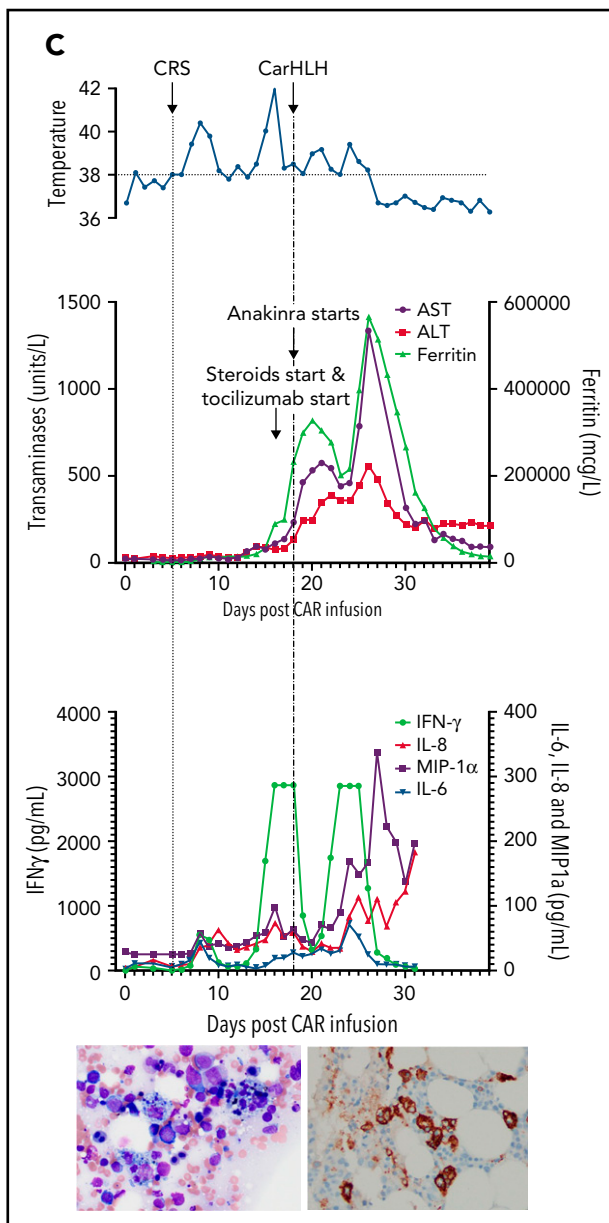 C
CRS
CarHLH
Temperature
42
40
38
36
Transaminases (units/L)
1500
1000
500
0
Anakinra starts
Steroids start &
tocilizumab start
AST
ALT
Ferritin
600000
400000
200000
0
Ferritin (mcg/L)
0
10
20
30
Days post CAR infusion
IFNγ (pg/mL)
4000
3000
2000
1000
0
IFN-γ
IL-8
MIP-1α
IL-6
400
300
200
100
0
IL-6, IL-8 and MIP1a (pg/mL)
0
10
20
30
Days post CAR infusion